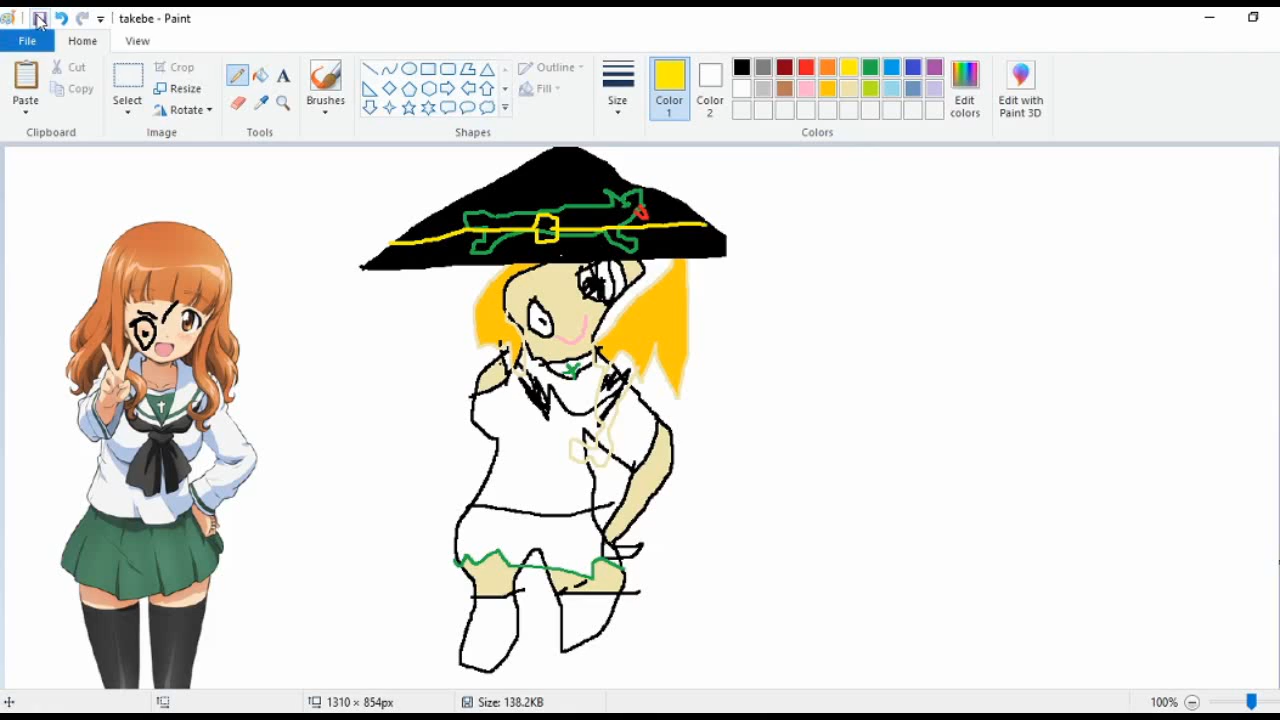 takebe - Paint
File Home View
Paste
Cut
Copy
Clipboard
Select
Crop
Resize
Rotate
Image
A
Tools
Brushes
Outline
Fill
Shapes
Size
Color
1
Color
2
Edit
colors
Colors
Edit with
Paint 3D
1310 × 854px
Size: 138.2KB
100%